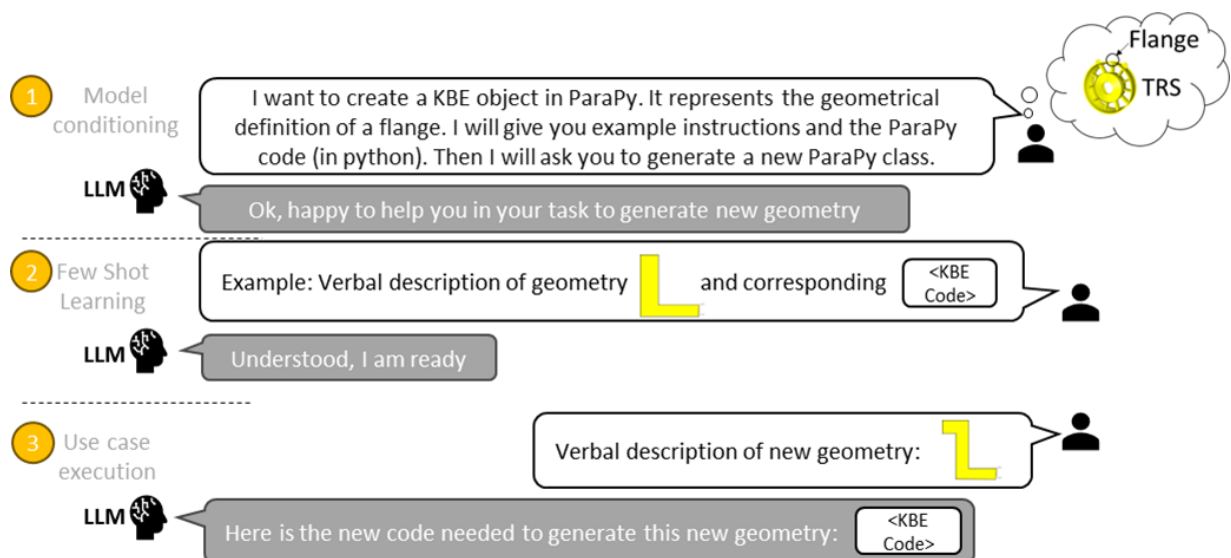 Flange
TRS
1
Model
conditioning
I want to create a KBE object in ParaPy. It represents the geometrical
definition of a flange. I will give you example instructions and the ParaPy
code (in python). Then I will ask you to generate a new ParaPy class.
LLM
Ok, happy to help you in your task to generate new geometry
2
Few Shot
Learning
Example: Verbal description of geometry and corresponding
<KBE
Code>
LLM
Understood, I am ready
3
Use case
execution
Verbal description of new geometry:
LLM
Here is the new code needed to generate this new geometry:
<KBE
Code>